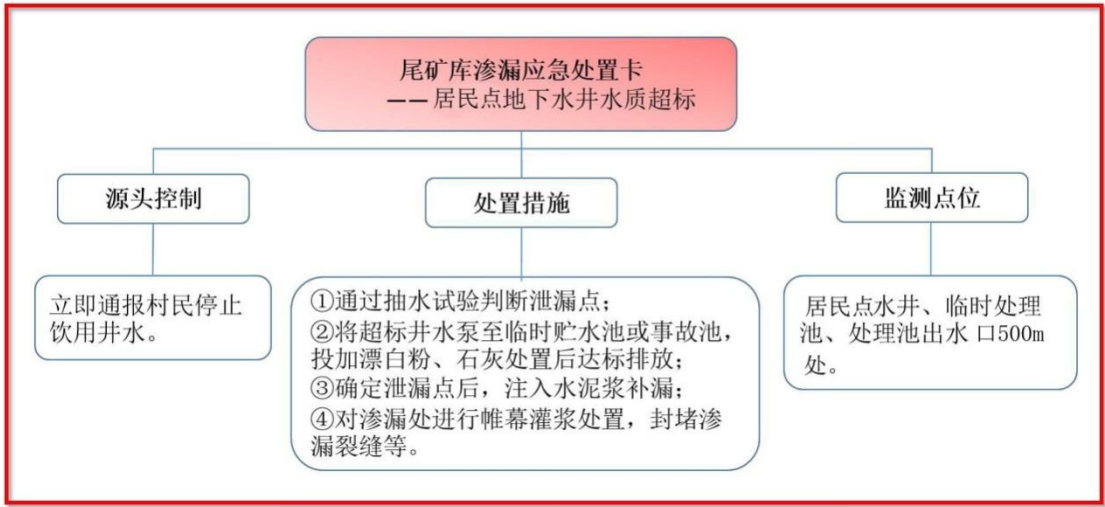 尾矿库渗漏应急处置卡
——居民点地下水井水质超标
源头控制
处置措施
监测点位
立即通报村民停止
饮用井水。
①通过抽水试验判断泄漏点；
②将超标井水泵至临时贮水池或事故池，
投加漂白粉、石灰处置后达标排放；
③确定泄漏点后，注入水泥浆补漏；
④对渗漏处进行帷幕灌浆处置，封堵渗
漏裂缝等。
居民点水井、临时处理
池、处理池出水 口500m
处。